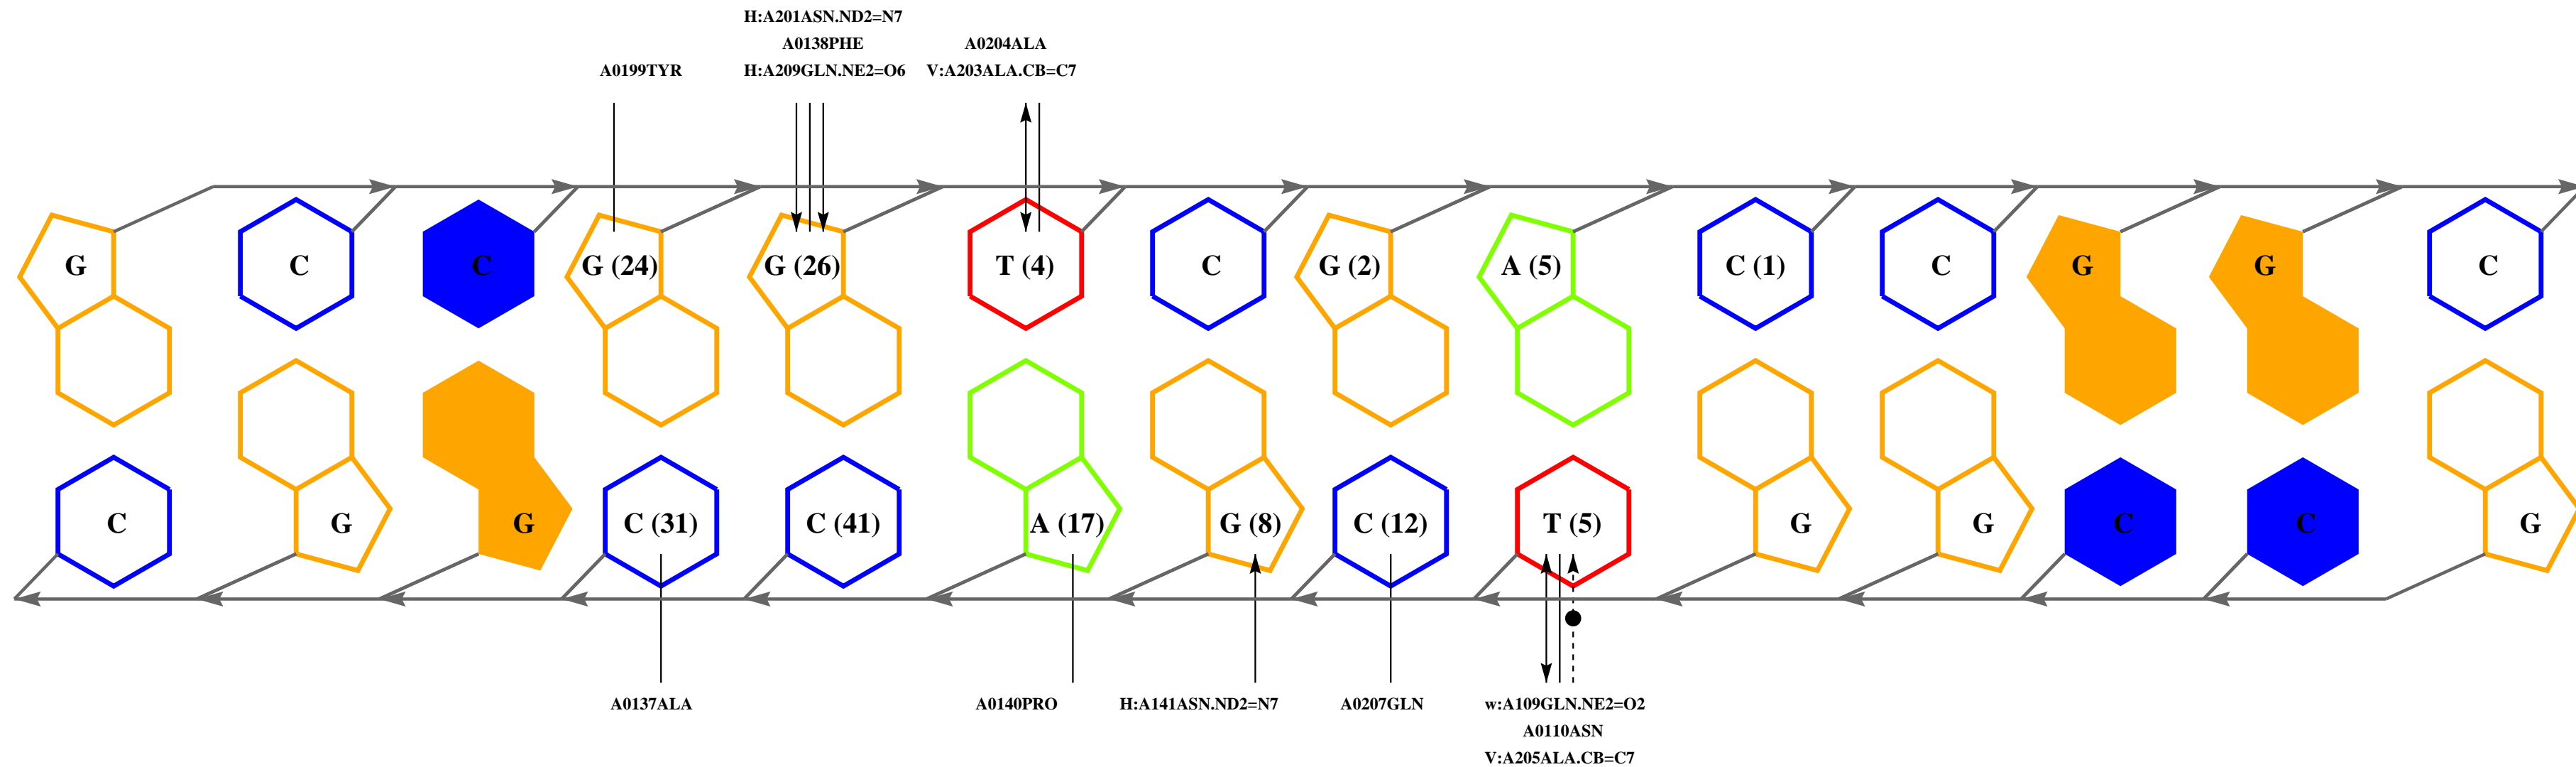 H:A201ASN.ND2=N7
A0138PHE
A0204ALA
A0199TYR
H:A209GLN.NE2=O6
V:A203ALA.CB=C7
G
C
C
G (24)
G (26)
T (4)
C
G (2)
A (5)
C (1)
C
G
G
C
C
G
G
C (31)
C (41)
A (17)
G (8)
C (12)
T (5)
G
G
C
C
G
A0137ALA
A0140PRO
H:A141ASN.ND2=N7
A0207GLN
w:A109GLN.NE2=O2
A0110ASN
V:A205ALA.CB=C7